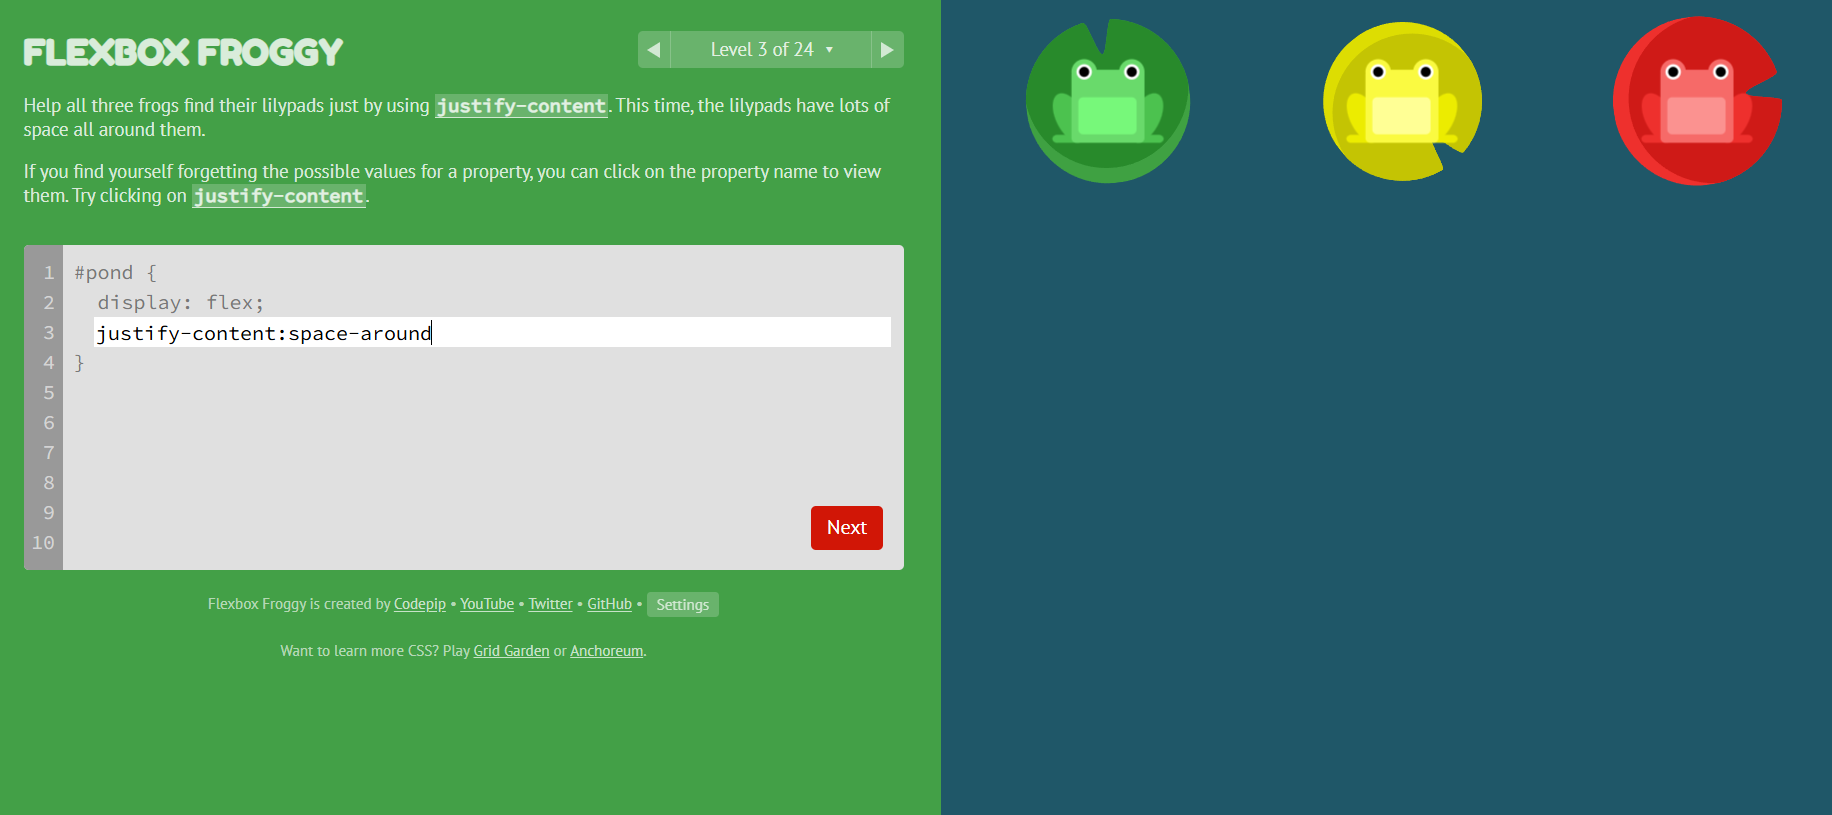 FLEXBOX FROGGY
Level 3 of 24 ▼
Help all three frogs find their lilypads just by using justify-content. This time, the lilypads have lots of
space all around them.
If you find yourself forgetting the possible values for a property, you can click on the property name to view
them. Try clicking on justify-content.
1 #pond {
2 display: flex;
3 justify-content:space-around
4 }
5
6
7
8
9
10
Next
Flexbox Froggy is created by Codepip • YouTube • Twitter • GitHub • Settings
Want to learn more CSS? Play Grid Garden or Anchoreum.